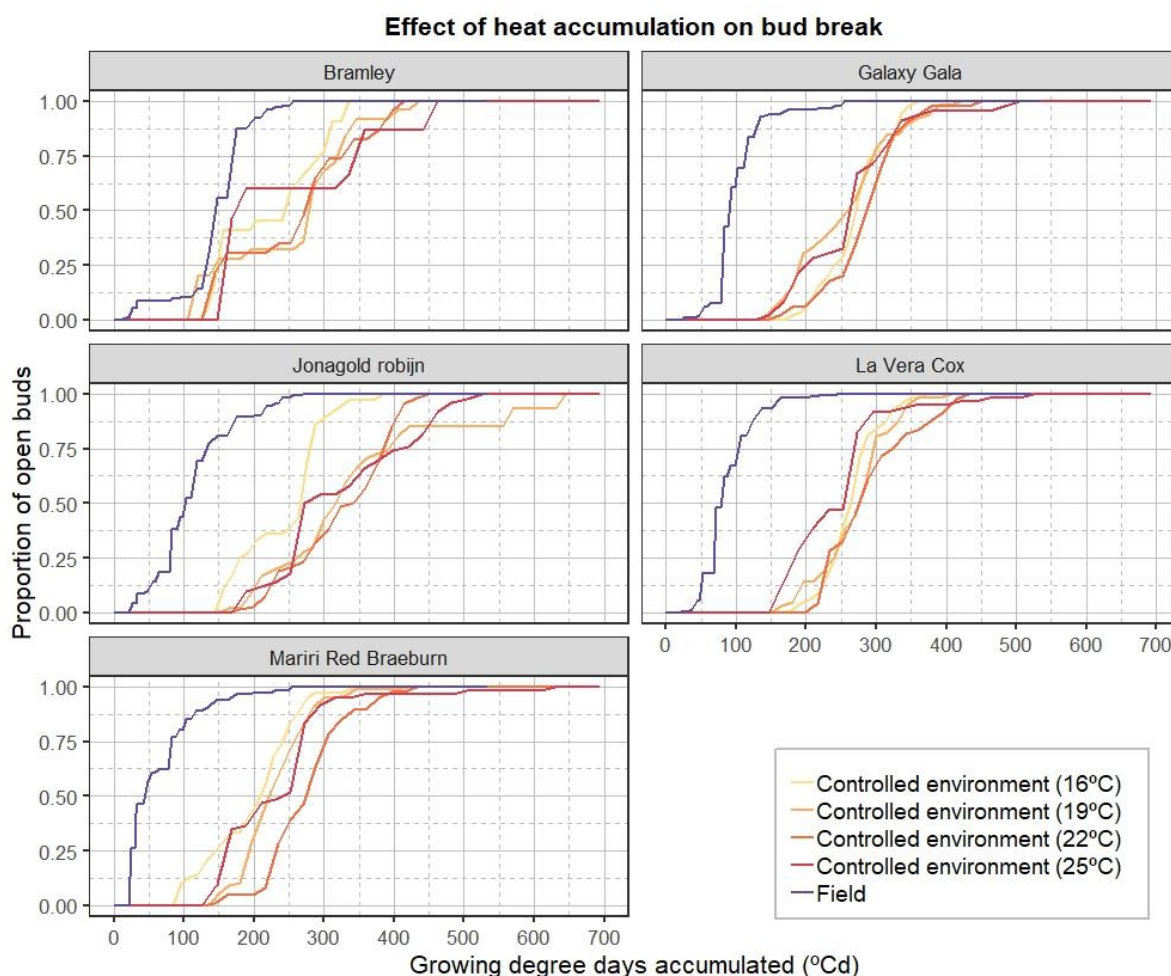 Effect of heat accumulation on bud break
Bramley
Galaxy Gala
1.00
0.75
0.50
0.25
0.00
Jonagold robijn
La Vera Cox
1.00
0.75
0.50
0.25
0.00
0 100 200 300 400 500 600 700
Mariri Red Braeburn
1.00
0.75
0.50
0.25
0.00
0 100 200 300 400 500 600 700
Proportion of open buds
Growing degree days accumulated (ºCd)
Controlled environment (16ºC)
Controlled environment (19ºC)
Controlled environment (22ºC)
Controlled environment (25ºC)
Field